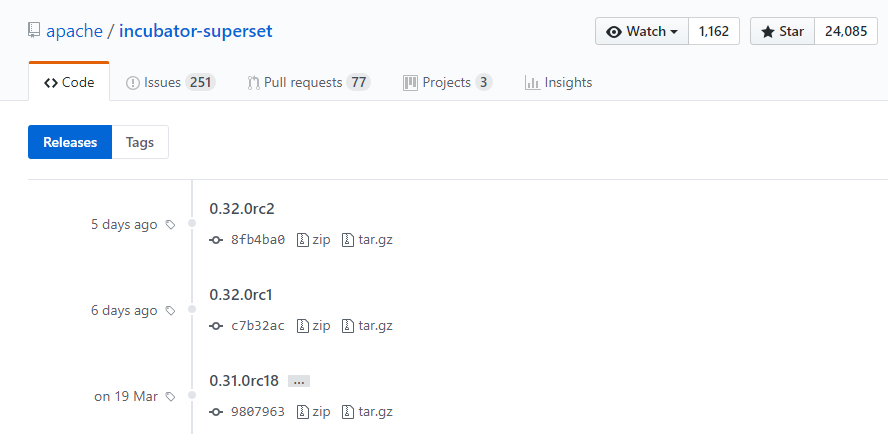 apache / incubator-superset Watch 1,162 Star 24,085
Code Issues 251 Pull requests 77 Projects 3 Insights
Releases Tags
0.32.0rc2
5 days ago
8fb4ba0 zip tar.gz
0.32.0rc1
6 days ago
c7b32ac zip tar.gz
0.31.0rc18 ...
on 19 Mar
9807963 zip tar.gz